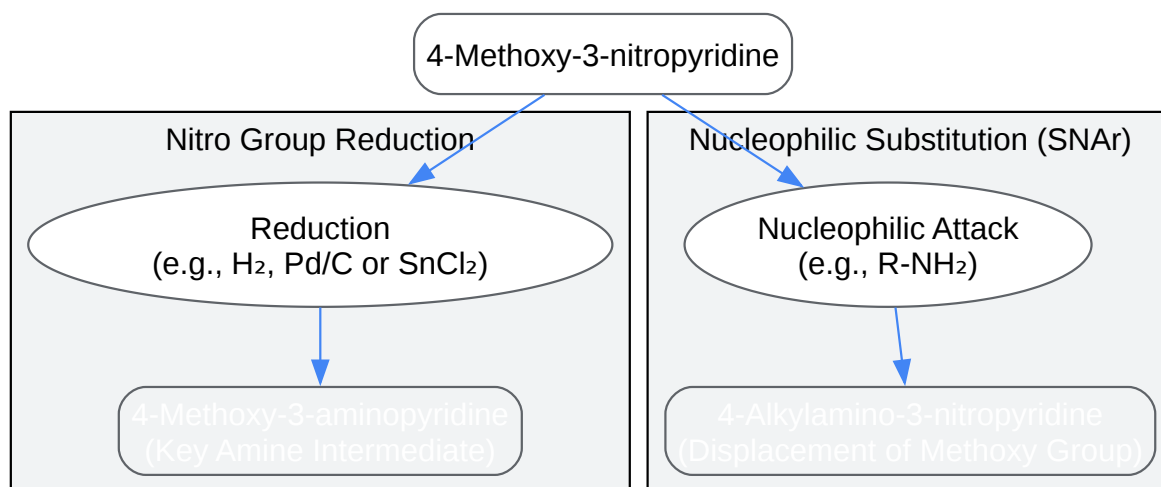 4-Methoxy-3-nitropyridine
Nitro Group Reduction
Nucleophilic Substitution (SNAr)
Reduction
(e.g., H₂, Pd/C or SnCl₂)
Nucleophilic Attack
(e.g., R-NH₂)
4-Methoxy-3-aminopyridine
(Key Amine Intermediate)
4-Alkylamino-3-nitropyridine
(Displacement of Methoxy Group)